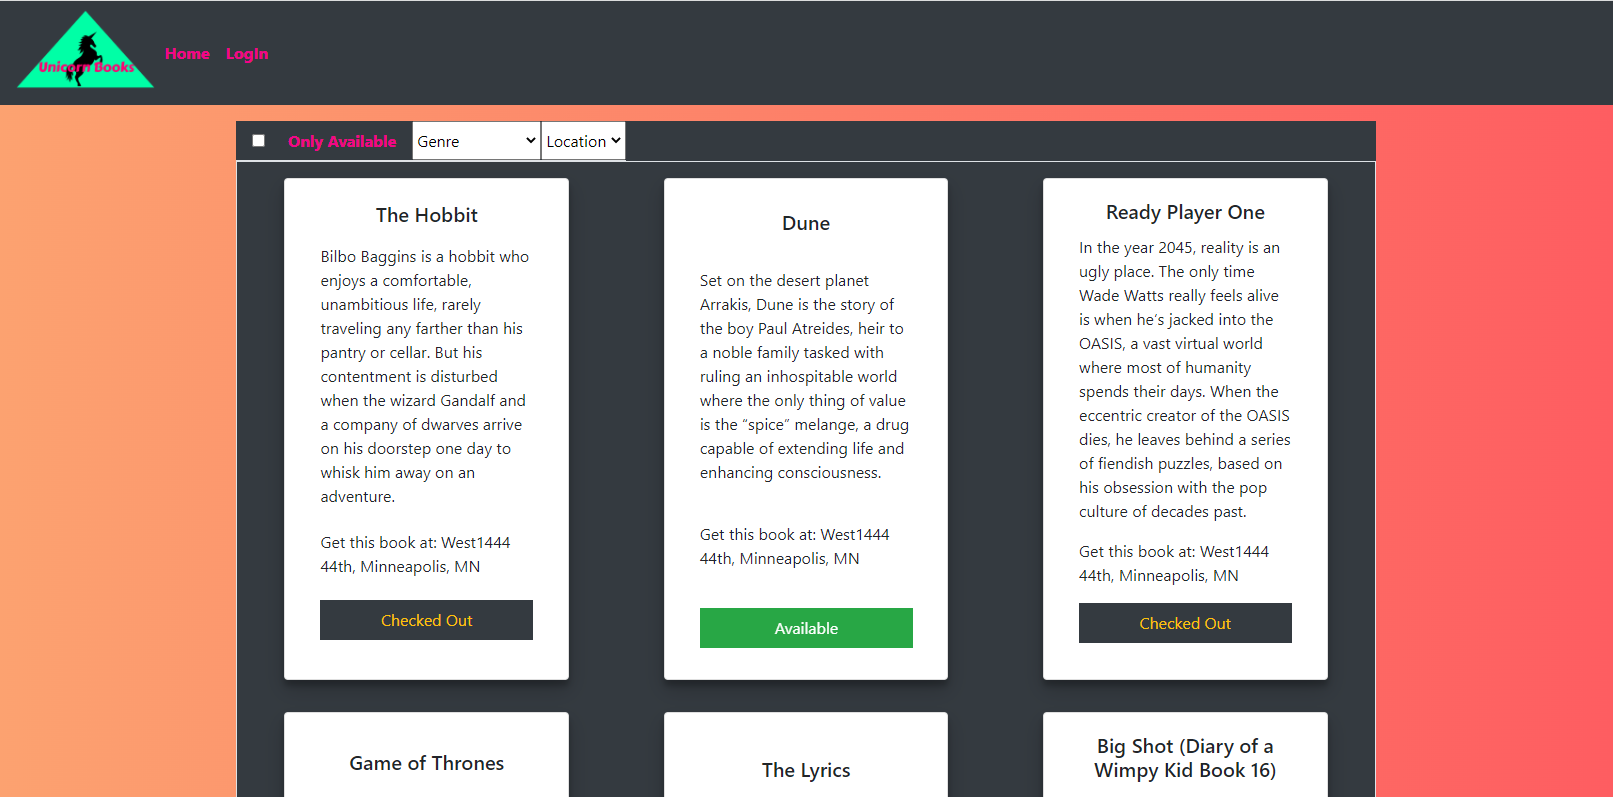 Unicorn Books
Home
LogIn
Only Available
Genre
Location
The Hobbit
Bilbo Baggins is a hobbit who
enjoys a comfortable,
unambitious life, rarely
traveling any farther than his
pantry or cellar. But his
contentment is disturbed
when the wizard Gandalf and
a company of dwarves arrive
on his doorstep one day to
whisk him away on an
adventure.
Get this book at: West1444
44th, Minneapolis, MN
Checked Out
Dune
Set on the desert planet
Arrakis, Dune is the story of
the boy Paul Atreides, heir to
a noble family tasked with
ruling an inhospitable world
where the only thing of value
is the “spice” melange, a drug
capable of extending life and
enhancing consciousness.
Get this book at: West1444
44th, Minneapolis, MN
Available
Ready Player One
In the year 2045, reality is an
ugly place. The only time
Wade Watts really feels alive
is when he’s jacked into the
OASIS, a vast virtual world
where most of humanity
spends their days. When the
eccentric creator of the OASIS
dies, he leaves behind a series
of fiendish puzzles, based on
his obsession with the pop
culture of decades past.
Get this book at: West1444
44th, Minneapolis, MN
Checked Out
Game of Thrones
The Lyrics
Big Shot (Diary of a
Wimpy Kid Book 16)